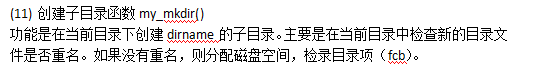 (11) 创建子目录函数 my_mkdir()
功能是在当前目录下创建 dirname 的子目录。主要是在当前目录中检查新的目录文
件是否重名。如果没有重名，则分配磁盘空间，检录目录项（fcb）。